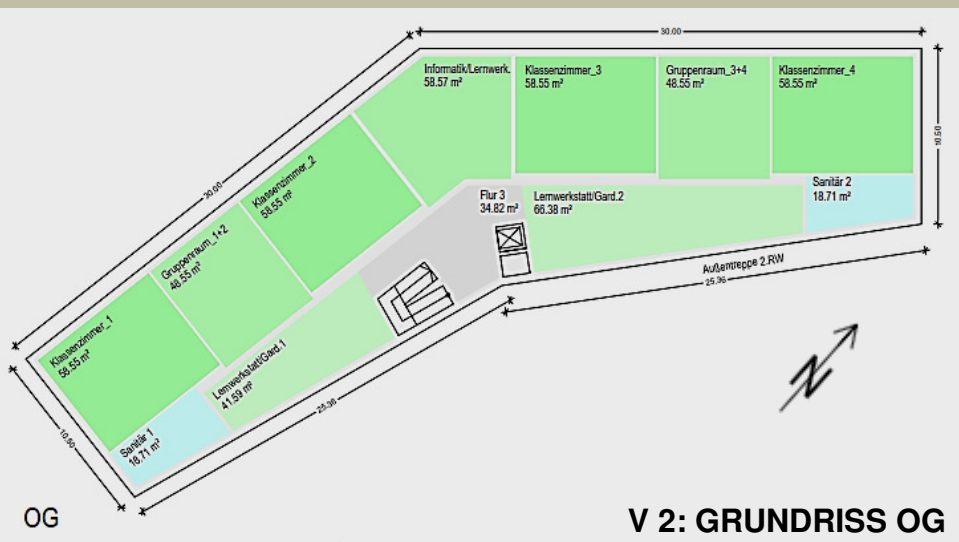 30.00
Informatik/Lernwerk.
58.57 m²
Klassenzimmer_3
58.55 m²
Gruppenraum_3+4
48.55 m²
Klassenzimmer_4
58.55 m²
10.50
30.00
Klassenzimmer_2
58.55 m²
Sanitär 2
18.71 m²
Flur 3
34.82 m²
Lernwerkstatt/Gard.2
66.38 m²
Gruppenraum_1+2
48.55 m²
Außentreppe 2.RW
25.36
Klassenzimmer_1
58.55 m²
Lernwerkstatt/Gard.1
41.59 m²
25.36
N
10.50
Sanitär 1
18.71 m²
OG
V 2: GRUNDRISS OG